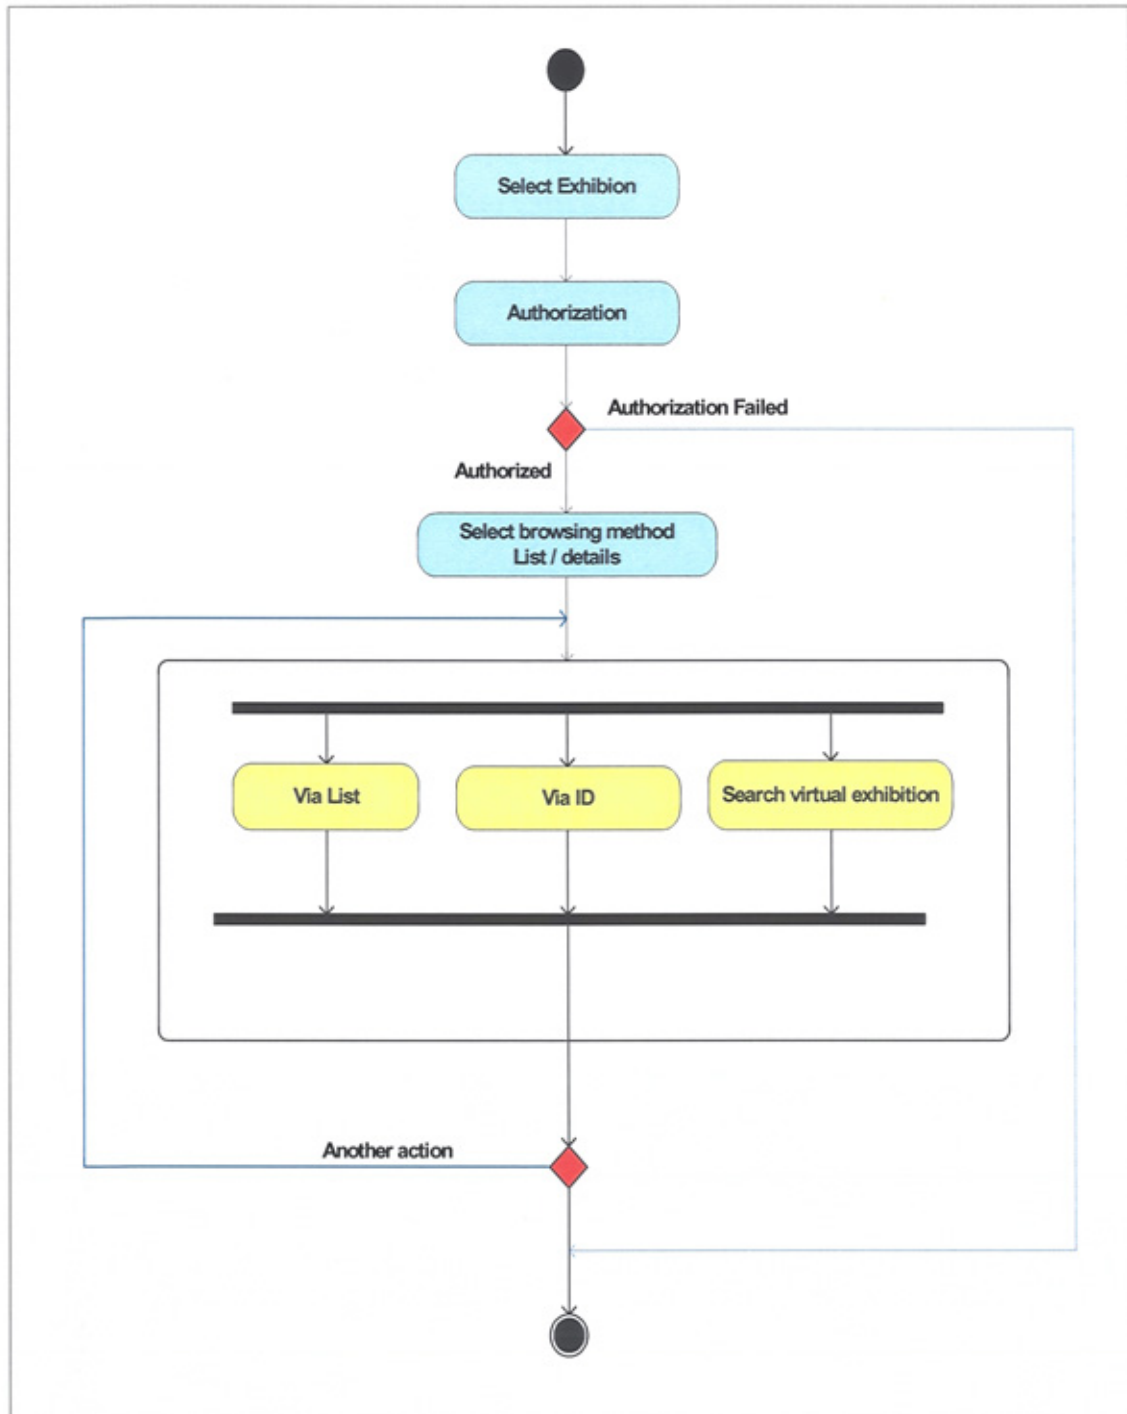 Select Exhibion
Authorization
Authorization Failed
Authorized
Select browsing method
List / details
Via List
Via ID
Search virtual exhibition
Another action